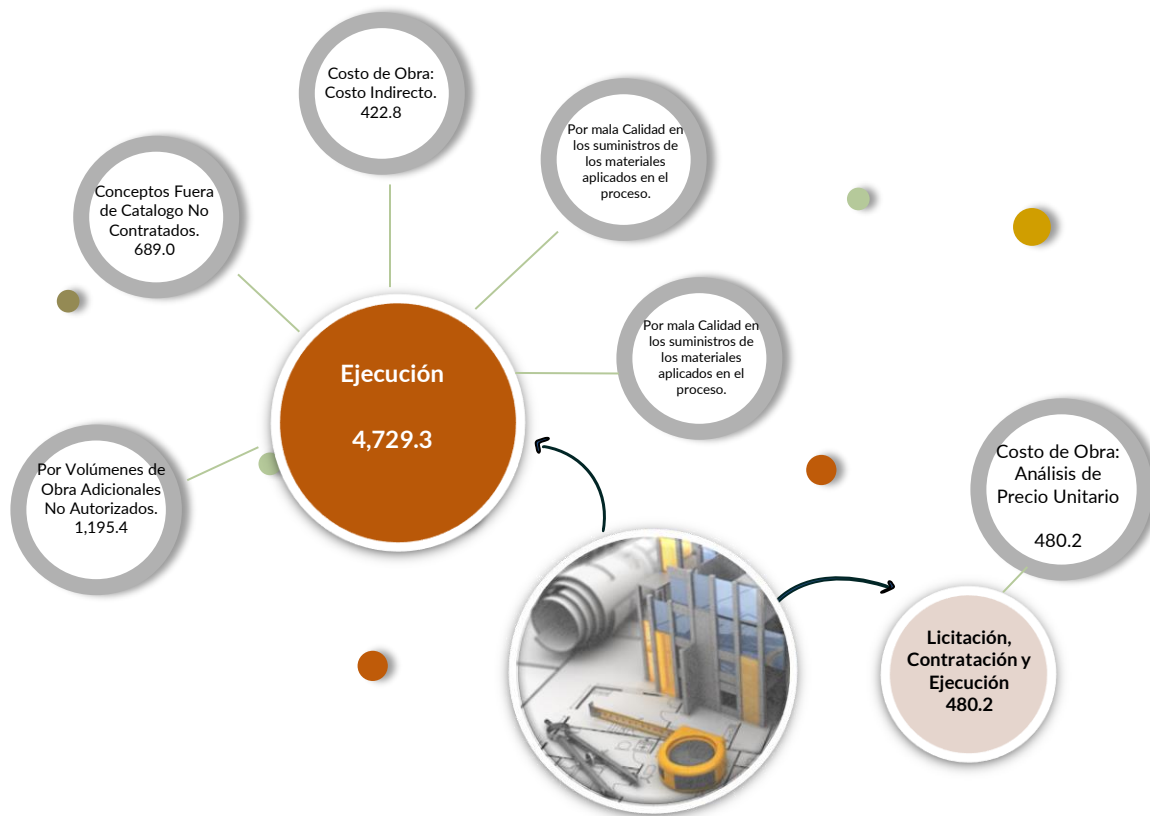 Costo de Obra:
Costo Indirecto.
422.8
Por mala Calidad en
los suministros de
los materiales
aplicados en el
proceso.
Conceptos Fuera
de Catalogo No
Contratados.
689.0
Por mala Calidad en
los suministros de
los materiales
aplicados en el
proceso.
Ejecución
4,729.3
Por Volúmenes de
Obra Adicionales
No Autorizados.
1,195.4
Costo de Obra:
Análisis de
Precio Unitario
480.2
Licitación,
Contratación y
Ejecución
480.2